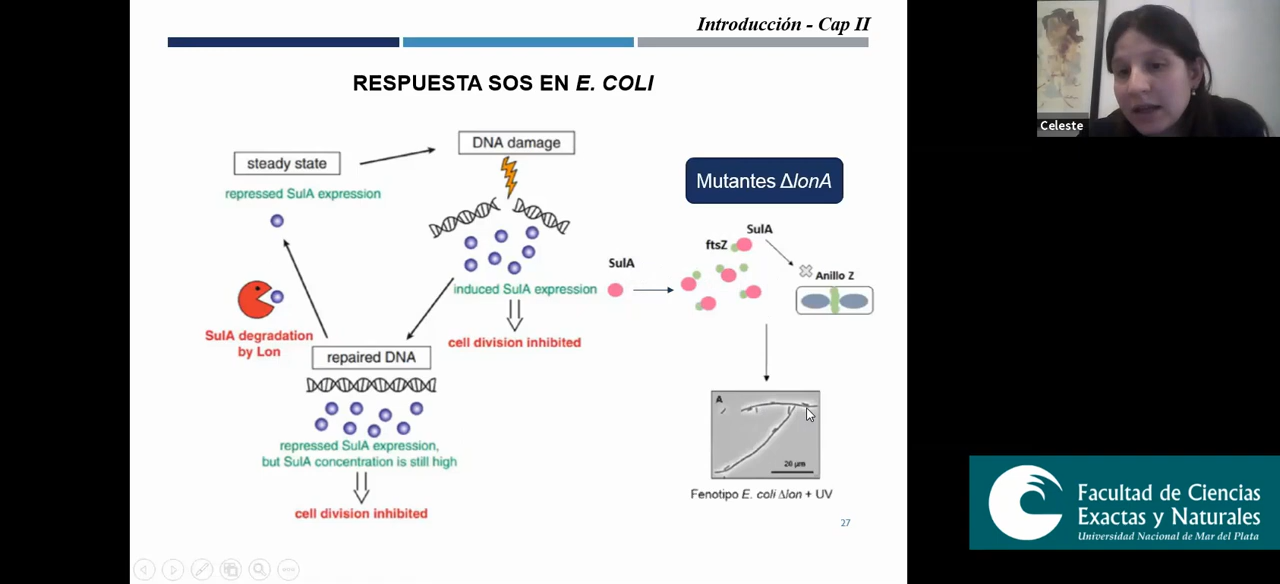 Introducción - Cap II
RESPUESTA SOS EN E. COLI
Celeste
steady state
repressed SulA expression
DNA damage
induced SulA expression
cell division inhibited
SulA degradation
by Lon
repaired DNA
repressed SulA expression,
but SulA concentration is still high
cell division inhibited
Mutantes ΔlonA
SulA
ftsZ
SulA
Anillo Z
A
20 µm
Fenotipo E. coli Δlon + UV
27
Facultad de Ciencias
Exactas y Naturales
Universidad Nacional de Mar del Plata